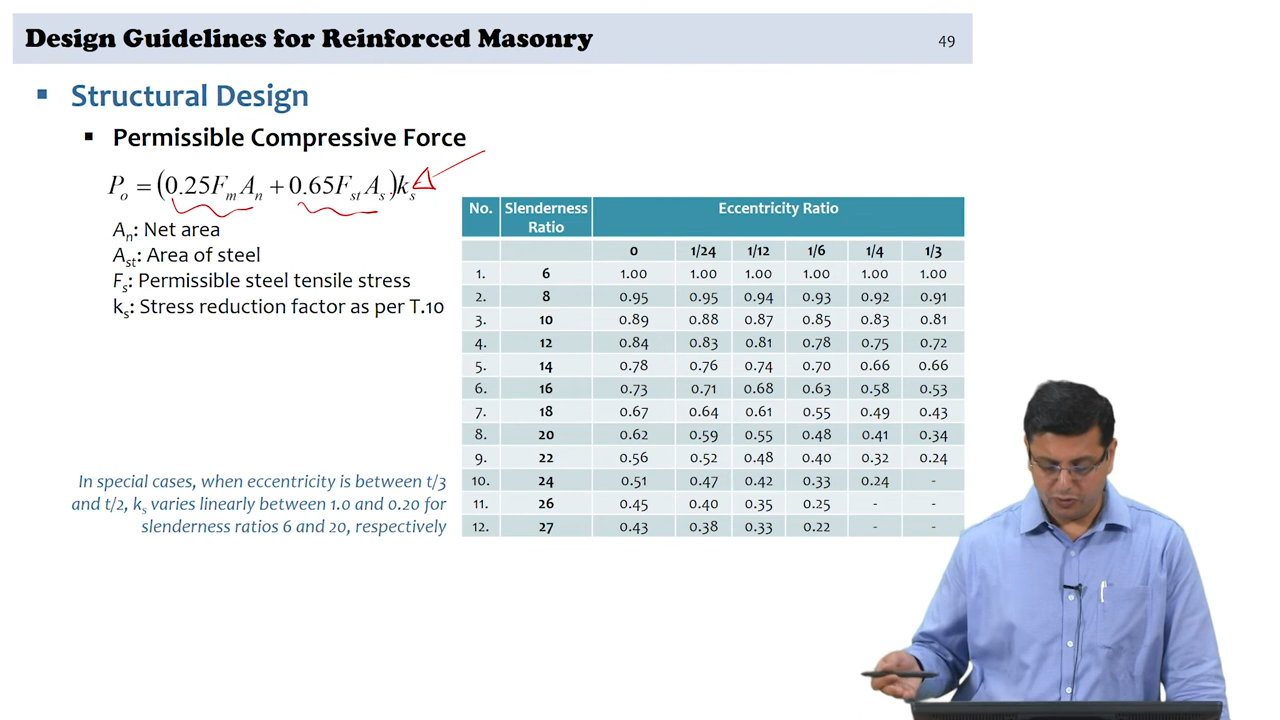 Design Guidelines for Reinforced Masonry
49
Structural Design
Permissible Compressive Force
Po = (0.25FmAn + 0.65FstAs)ks
An: Net area
Ast: Area of steel
Fs: Permissible steel tensile stress
ks: Stress reduction factor as per T.10
In special cases, when eccentricity is between t/3
and t/2, ks varies linearly between 1.0 and 0.20 for
slenderness ratios 6 and 20, respectively
No. Slenderness Ratio Eccentricity Ratio
0 1/24 1/12 1/6 1/4 1/3
1. 6 1.00 1.00 1.00 1.00 1.00 1.00
2. 8 0.95 0.95 0.94 0.93 0.92 0.91
3. 10 0.89 0.88 0.87 0.85 0.83 0.81
4. 12 0.84 0.83 0.81 0.78 0.75 0.72
5. 14 0.78 0.76 0.74 0.70 0.66 0.66
6. 16 0.73 0.71 0.68 0.63 0.58 0.53
7. 18 0.67 0.64 0.61 0.55 0.49 0.43
8. 20 0.62 0.59 0.55 0.48 0.41 0.34
9. 22 0.56 0.52 0.48 0.40 0.32 0.24
10. 24 0.51 0.47 0.42 0.33 0.24 -
11. 26 0.45 0.40 0.35 0.25 - -
12. 27 0.43 0.38 0.33 0.22 - -